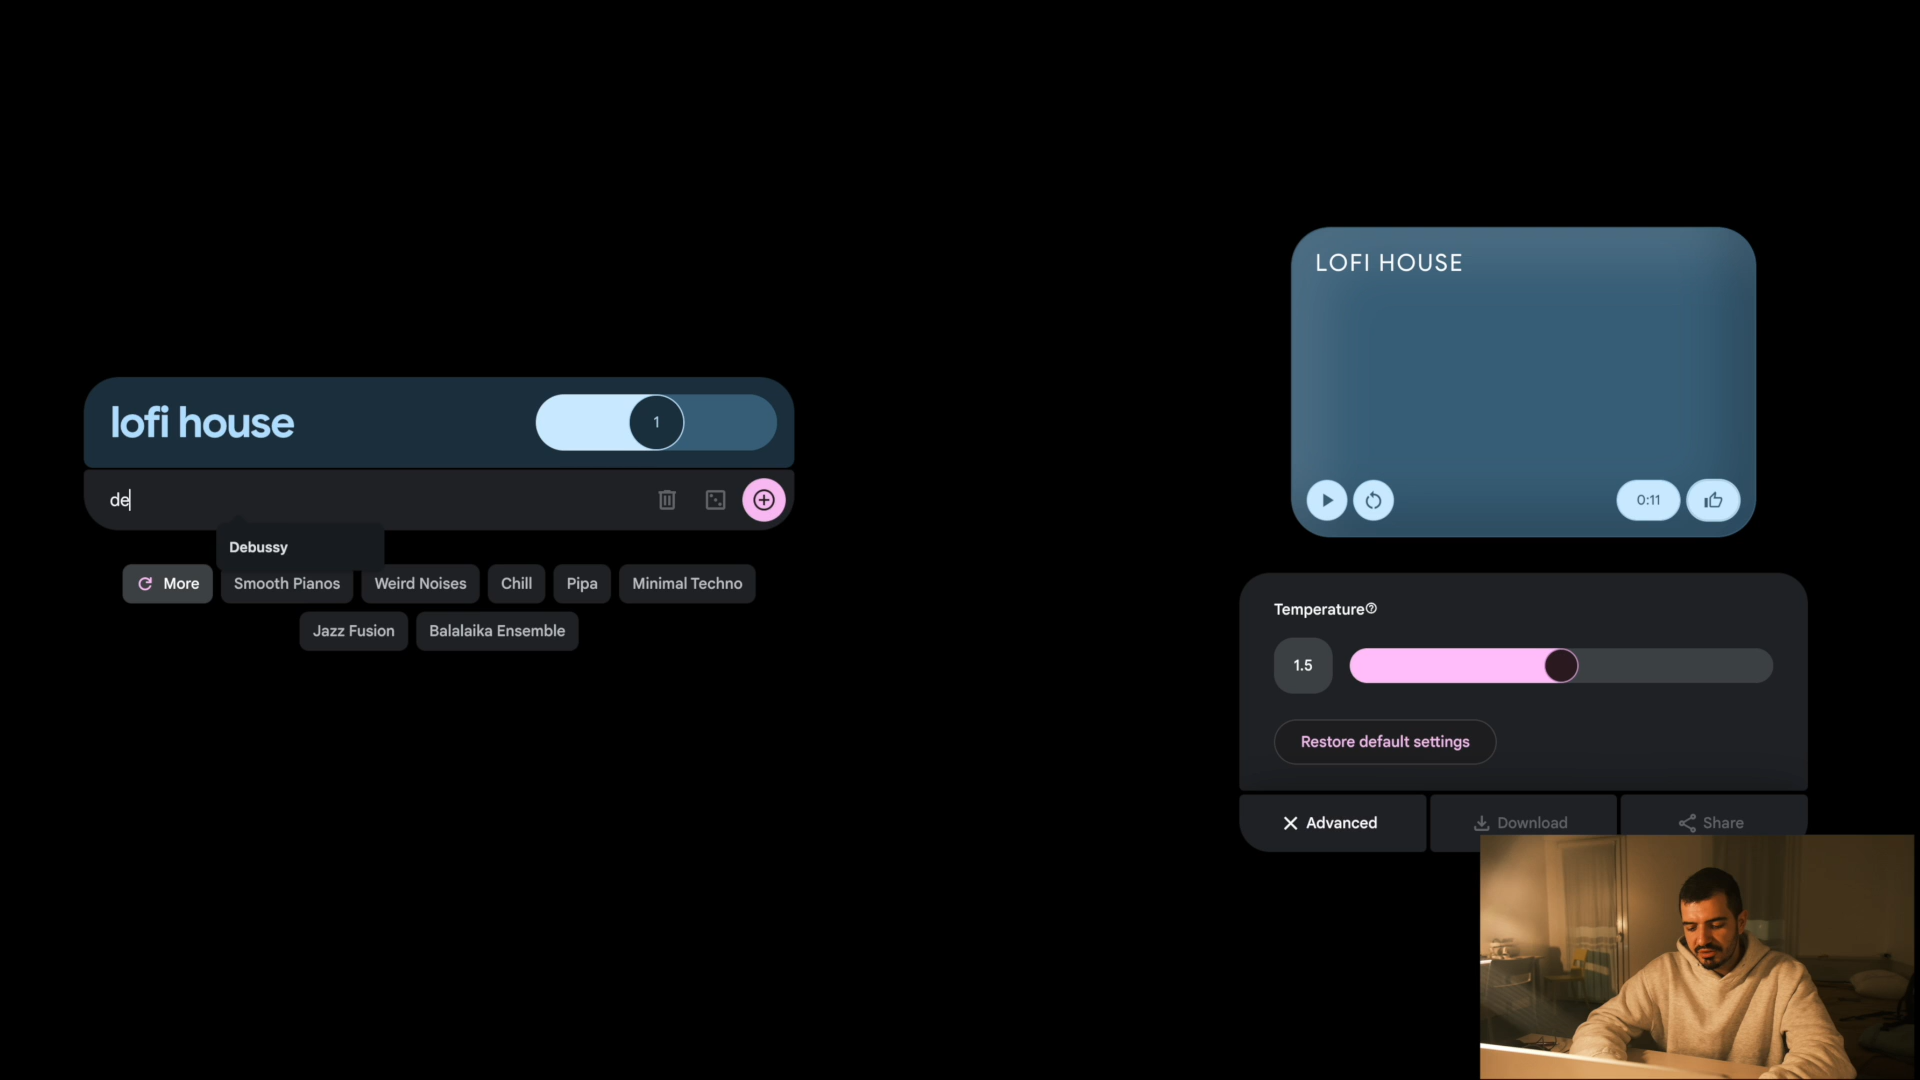 lofi house
1
de
Debussy
More
Smooth Pianos
Weird Noises
Chill
Pipa
Minimal Techno
Jazz Fusion
Balalaika Ensemble
LOFI HOUSE
0:11
Temperature
1.5
Restore default settings
Advanced
Download
Share